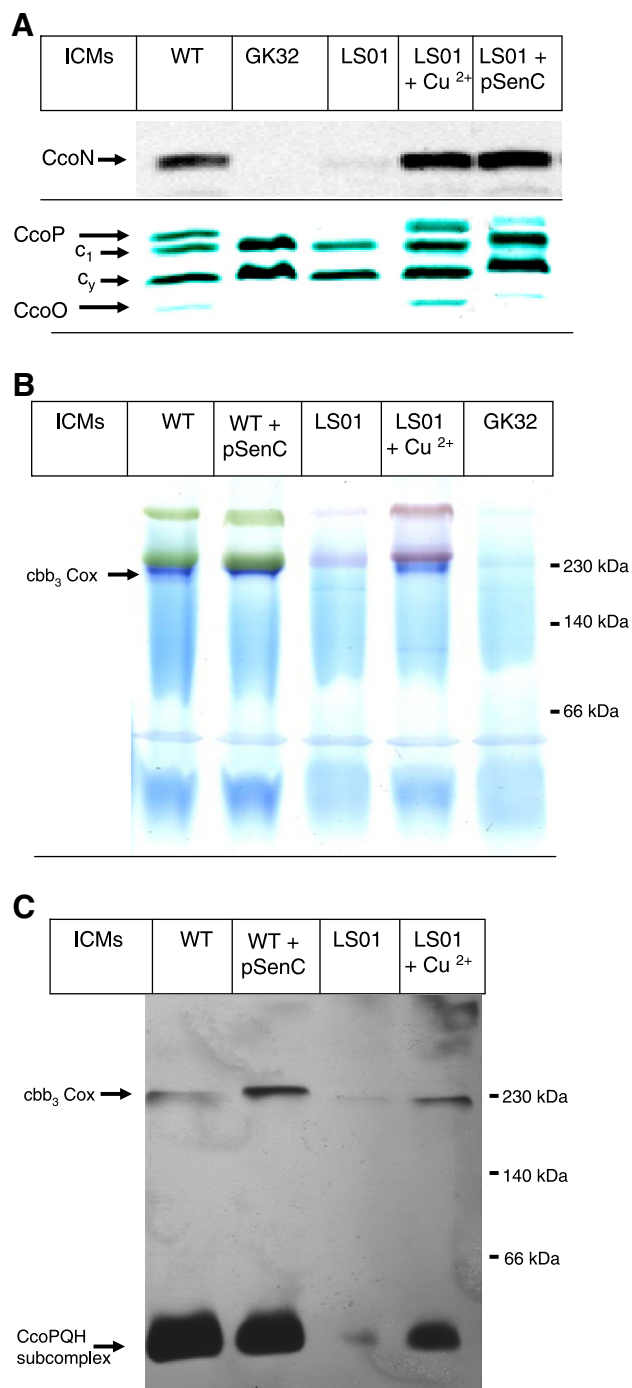 A
ICMs WT GK32 LS01 LS01 + Cu 2+ LS01 + pSenC
CcoN
CcoP
c1
cy
CcoO
B
ICMs WT WT + pSenC LS01 LS01 + Cu 2+ GK32
cbb3 Cox
230 kDa
140 kDa
66 kDa
C
ICMs WT WT + pSenC LS01 LS01 + Cu 2+
cbb3 Cox
230 kDa
140 kDa
66 kDa
CcoPQH
subcomplex